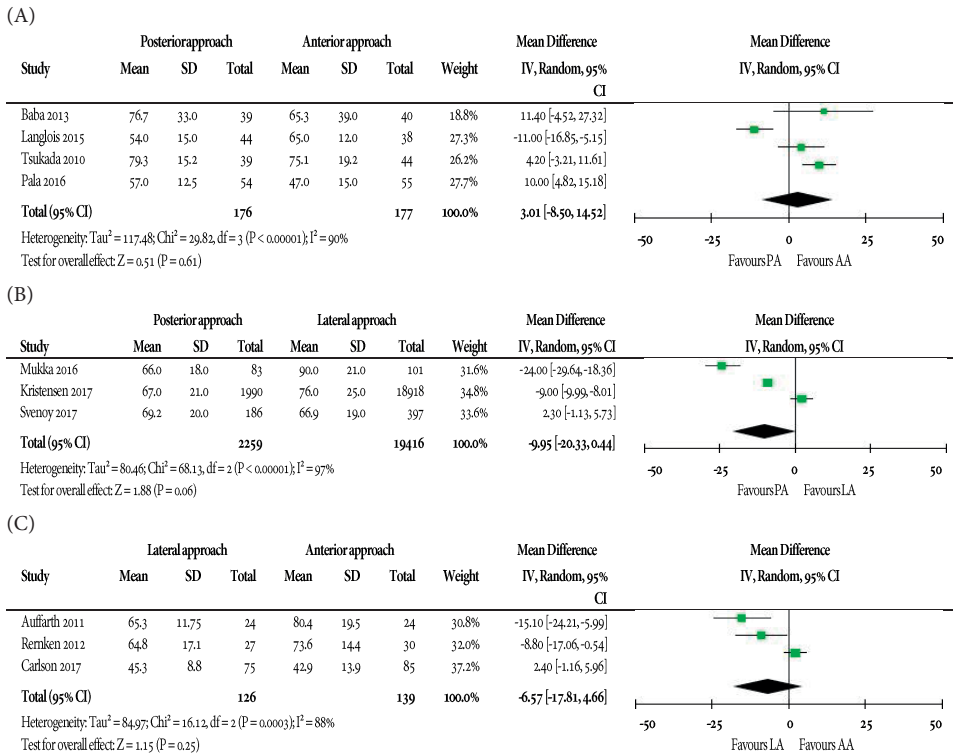 (A)
Posterior approach Anterior approach Mean Difference Mean Difference
Study Mean SD Total Mean SD Total Weight IV, Random, 95% IV, Random, 95% CI
CI
Baba 2013 76.7 33.0 39 65.3 39.0 40 18.8% 11.40 [-4.52, 27.32]
Langlois 2015 54.0 15.0 44 65.0 12.0 38 27,3% -11.00 [-16.85, -5.15]
Tsukada 2010 79.3 15.2 39 75.1 19.2 44 26.2% 4.20 [-3.21, 11.61]
Pala 2016 57.0 12.5 54 47.0 15.0 55 27.7% 10.00 [4.82, 15.18]
Total (95% CI) 176 177 100.0% 3.01 [-8.50, 14.52]
Heterogeneity: Tau² = 117.48; Chi² = 29.82, df = 3 (P < 0.00001); I² = 90%
-50 -25 0 25 50
Test for overall effect: Z = 0.51 (P = 0.61)
Favours PA Favours AA
(B)
Posterior approach Lateral approach Mean Difference Mean Difference
Study Mean SD Total Mean SD Total Weight IV, Random, 95% CI IV, Random, 95% CI
Mukka 2016 66.0 18.0 83 90.0 21.0 101 31.6% -24.00 [-29.64,-18.36]
Kristensen 2017 67.0 21.0 1990 76.0 25.0 18918 34.8% -9.00 [-9.99, -8.01]
Svenoy 2017 69.2 20.0 186 66.9 19.0 397 33.6% 2.30 [-1.13, 5.73]
Total (95% CI) 2259 19416 100.0% -9.95 [-20.33, 0.44]
Heterogeneity: Tau² = 80.46; Chi² = 68.13, df = 2 (P < 0.00001); I² = 97%
-50 -25 0 25 50
Test for overall effect: Z = 1.88 (P = 0.06)
Favours PA Favours LA
(C)
Lateral approach Anterior approach Mean Difference Mean Difference
Study Mean SD Total Mean SD Total Weight IV, Random, 95% IV, Random, 95% CI
CI
Auffarth 2011 65.3 11.75 24 80.4 19.5 24 30.8% -15.10 [-24.21, -5.99]
Rernken 2012 64.8 17.1 27 73.6 14.4 30 32.0% -8.80 [-17.06, -0.54]
Carlson 2017 45.3 8.8 75 42.9 13.9 85 37.2% 2.40 [-1.16, 5.96]
Total (95% CI) 126 139 100.0% -6.57 [-17.81, 4.66]
Heterogeneity: Tau² = 84.97; Chi² = 16.12, df = 2 (P = 0.0003); I² = 88%
-50 -25 0 25 50
Test for overall effect: Z = 1.15 (P = 0.25)
Favours LA Favours AA